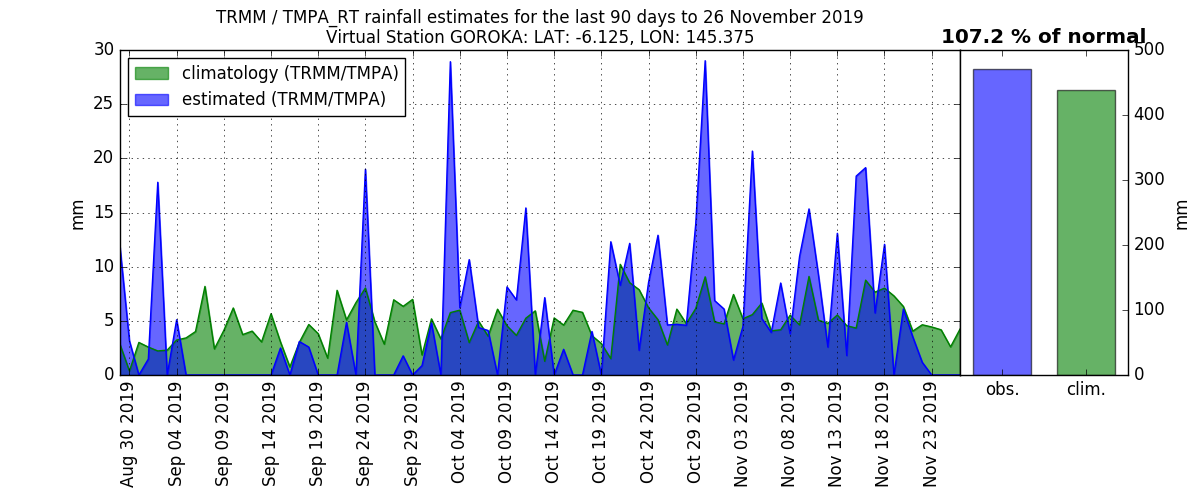 TRMM / TMPA_RT rainfall estimates for the last 90 days to 26 November 2019
Virtual Station GOROKA: LAT: -6.125, LON: 145.375
107.2 % of normal
climatology (TRMM/TMPA)
estimated (TRMM/TMPA)
30
25
20
15
10
5
0
mm
Aug 30 2019
Sep 04 2019
Sep 09 2019
Sep 14 2019
Sep 19 2019
Sep 24 2019
Sep 29 2019
Oct 04 2019
Oct 09 2019
Oct 14 2019
Oct 19 2019
Oct 24 2019
Oct 29 2019
Nov 03 2019
Nov 08 2019
Nov 13 2019
Nov 18 2019
Nov 23 2019
obs.
clim.
500
400
300
200
100
0
mm